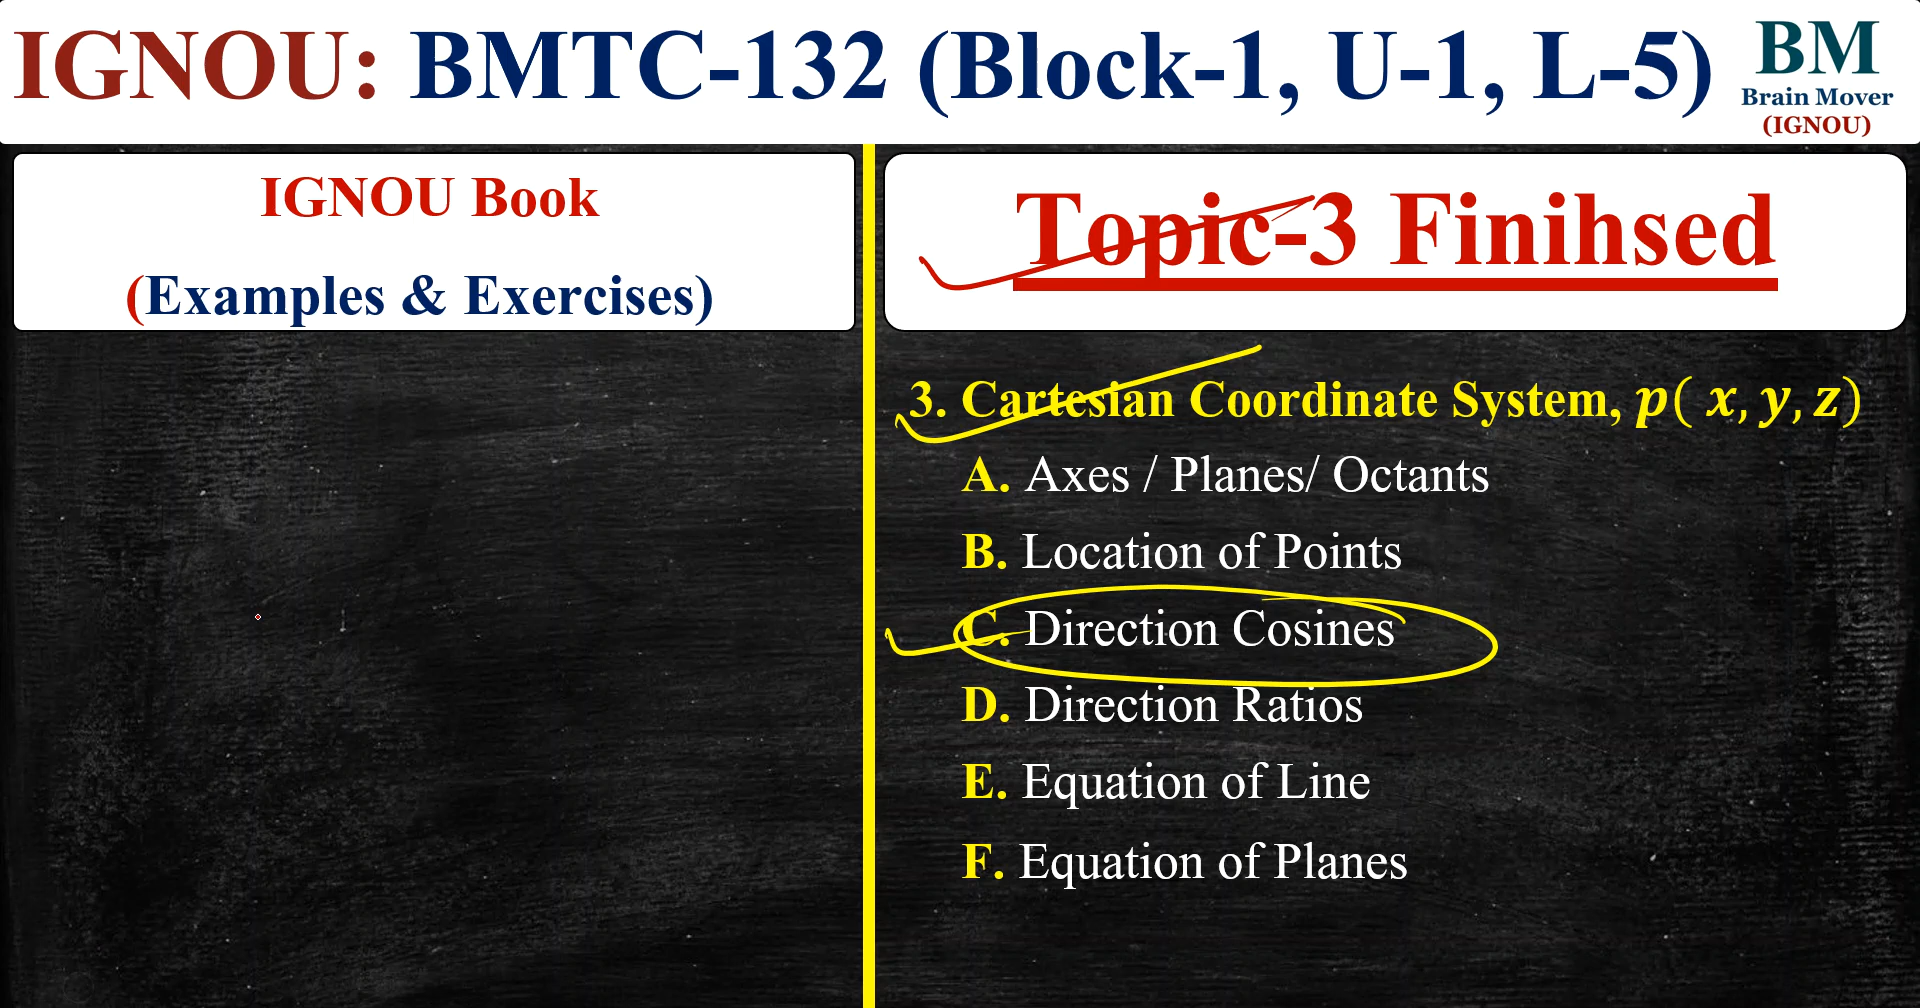 IGNOU: BMTC-132 (Block-1, U-1, L-5)
BM
Brain Mover
(IGNOU)
IGNOU Book
(Examples & Exercises)
Topic-3 Finihsed
3. Cartesian Coordinate System, p( x, y, z)
A. Axes / Planes/ Octants
B. Location of Points
C. Direction Cosines
D. Direction Ratios
E. Equation of Line
F. Equation of Planes